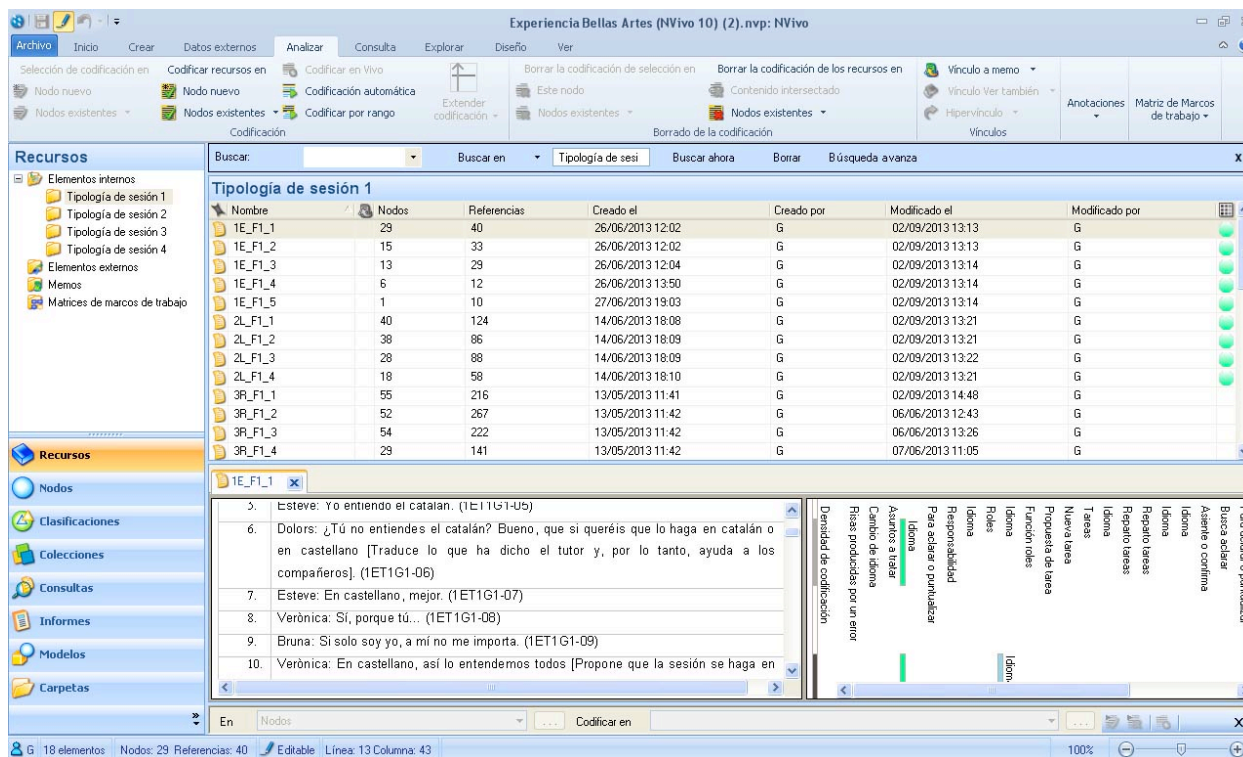 Experiencia Bellas Artes (NVivo 10) (2).nvp: NVivo
Archivo Inicio Crear Datos externos Analizar Consulta Explorar Diseño Ver
Selección de codificación en Codificar recursos en Codificar en Vivo Borrar la codificación de selección en Borrar la codificación de los recursos en Vínculo a memo
Nodo nuevo Nodo nuevo Codificación automática Extender codificación Este nodo Contenido intersectado Vínculo Ver también Anotaciones Matriz de Marcos de trabajo
Nodos existentes Nodos existentes Codificar por rango Nodos existentes Nodos existentes Hipervínculo
Codificación Borrado de la codificación Vínculos
Recursos
Elementos internos
Tipología de sesión 1
Tipología de sesión 2
Tipología de sesión 3
Tipología de sesión 4
Elementos externos
Memos
Matrices de marcos de trabajo
Recursos
Nodos
Clasificaciones
Colecciones
Consultas
Informes
Modelos
Carpetas
Buscar: Buscar en Tipología de sesi Buscar ahora Borrar Búsqueda avanza x
Tipología de sesión 1
Nombre Nodos Referencias Creado el Creado por Modificado el Modificado por
1E_F1_1 29 40 26/06/2013 12:02 G 02/09/2013 13:13 G
1E_F1_2 15 33 26/06/2013 12:02 G 02/09/2013 13:13 G
1E_F1_3 13 29 26/06/2013 12:04 G 02/09/2013 13:14 G
1E_F1_4 6 12 26/06/2013 13:50 G 02/09/2013 13:14 G
1E_F1_5 1 10 27/06/2013 19:03 G 02/09/2013 13:14 G
2L_F1_1 40 124 14/06/2013 18:08 G 02/09/2013 13:21 G
2L_F1_2 38 86 14/06/2013 18:09 G 02/09/2013 13:21 G
2L_F1_3 28 88 14/06/2013 18:09 G 02/09/2013 13:22 G
2L_F1_4 18 58 14/06/2013 18:10 G 02/09/2013 13:21 G
3R_F1_1 55 216 13/05/2013 11:41 G 02/09/2013 14:48 G
3R_F1_2 52 267 13/05/2013 11:42 G 06/06/2013 12:43 G
3R_F1_3 54 222 13/05/2013 11:42 G 06/06/2013 13:26 G
3R_F1_4 29 141 13/05/2013 11:42 G 07/06/2013 11:05 G
1E_F1_1 x
5. Esteve: Yo entiendo el catalán. (1ET1G1-05)
6. Dolors: ¿Tú no entiendes el catalán? Bueno, que si queréis que lo haga en catalán o
en castellano [Traduce lo que ha dicho el tutor y, por lo tanto, ayuda a los
compañeros]. (1ET1G1-06)
7. Esteve: En castellano, mejor. (1ET1G1-07)
8. Verònica: Sí, porque tú... (1ET1G1-08)
9. Bruna: Si solo soy yo, a mí no me importa. (1ET1G1-09)
10. Verònica: En castellano, así lo entendemos todos [Propone que la sesión se haga en
Densidad de codificación
Risas producidas por un error
Cambio de idioma
Asuntos a tratar
Idioma
Para aclarar o puntualizar
Responsabilidad
Idioma
Roles
Idioma
Función roles
Propuesta de tarea
Nueva tarea
Tareas
Idioma
Reparto tareas
Reparto tareas
Idioma
Idioma
Asiente o confirma
Busca aclarar
Para aclarar o puntualizar
Idiom
En Nodos ... Codificar en ... x
G 18 elementos Nodos: 29 Referencias: 40 Editable Línea: 13 Columna: 43 100%